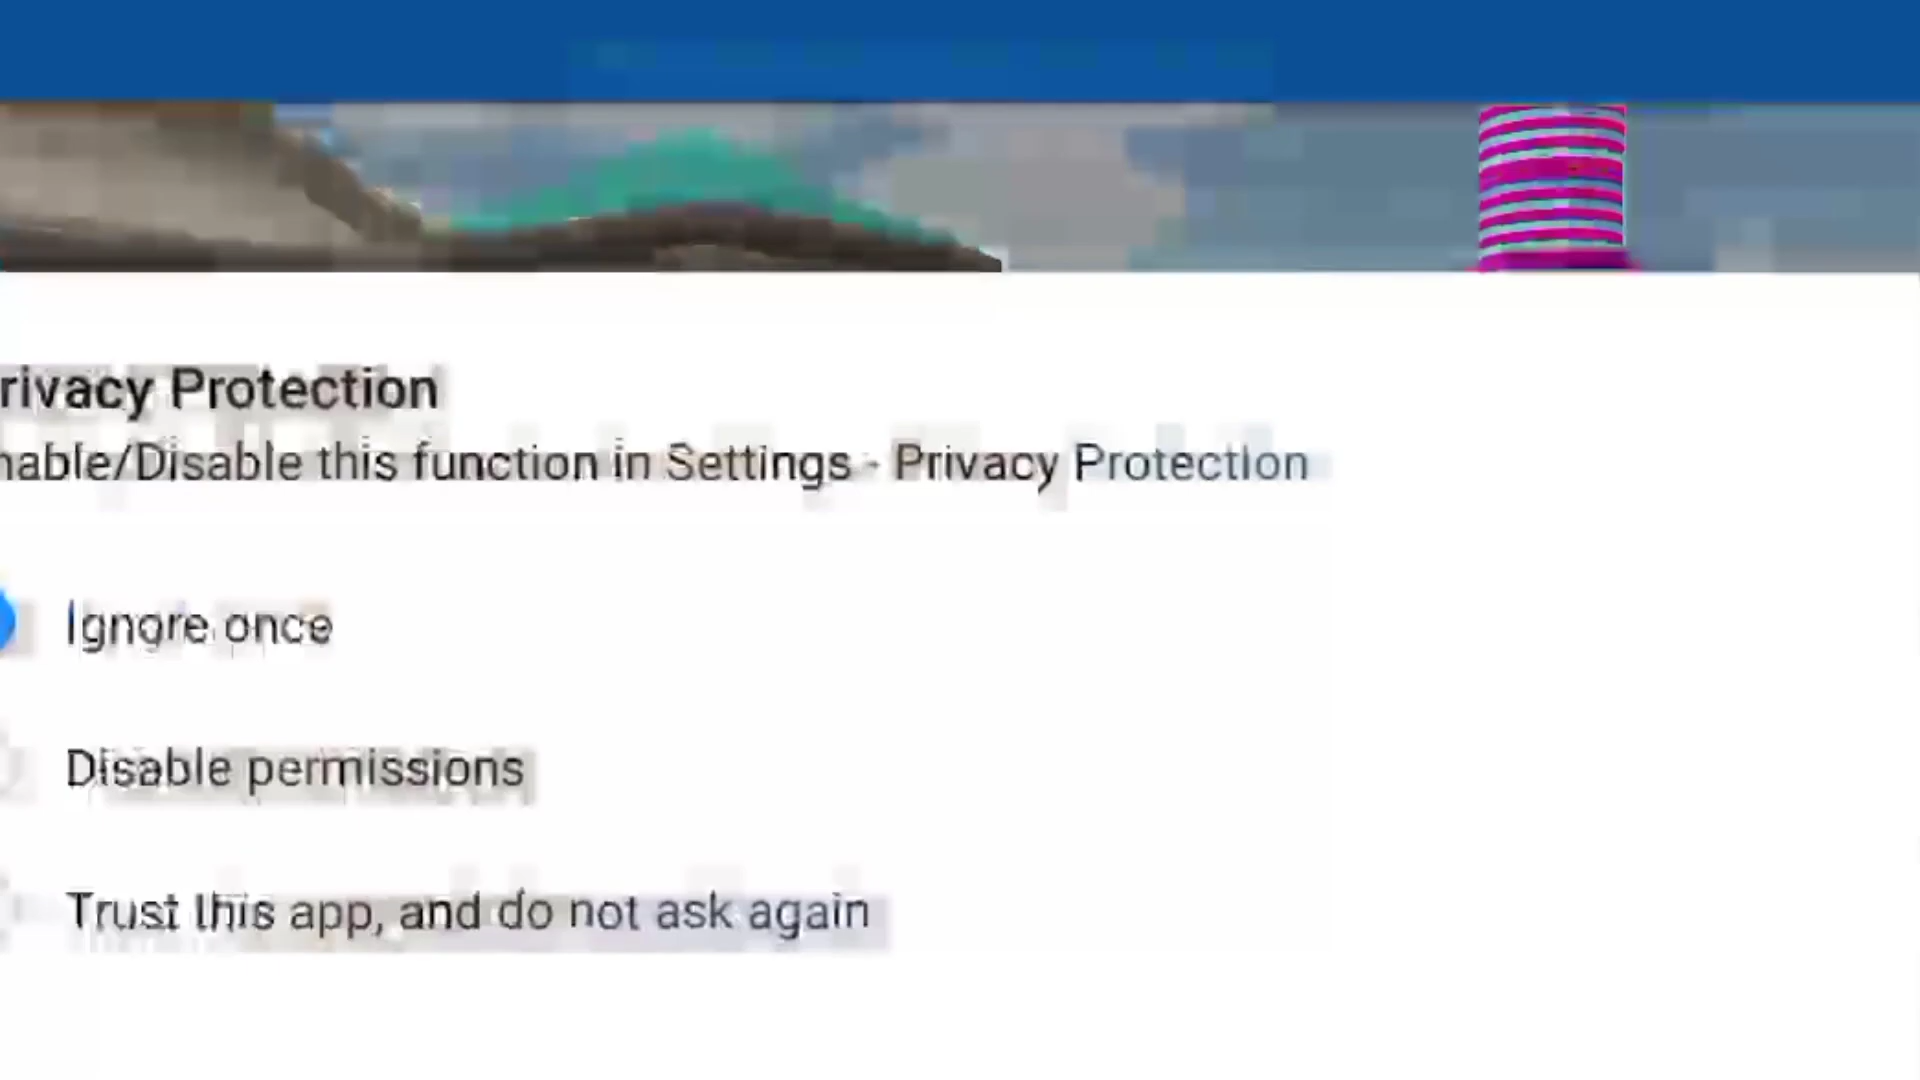 rivacy Protection
nable/Disable this function in Settings - Privacy Protection
Ignore once
Disable permissions
Trust this app, and do not ask again